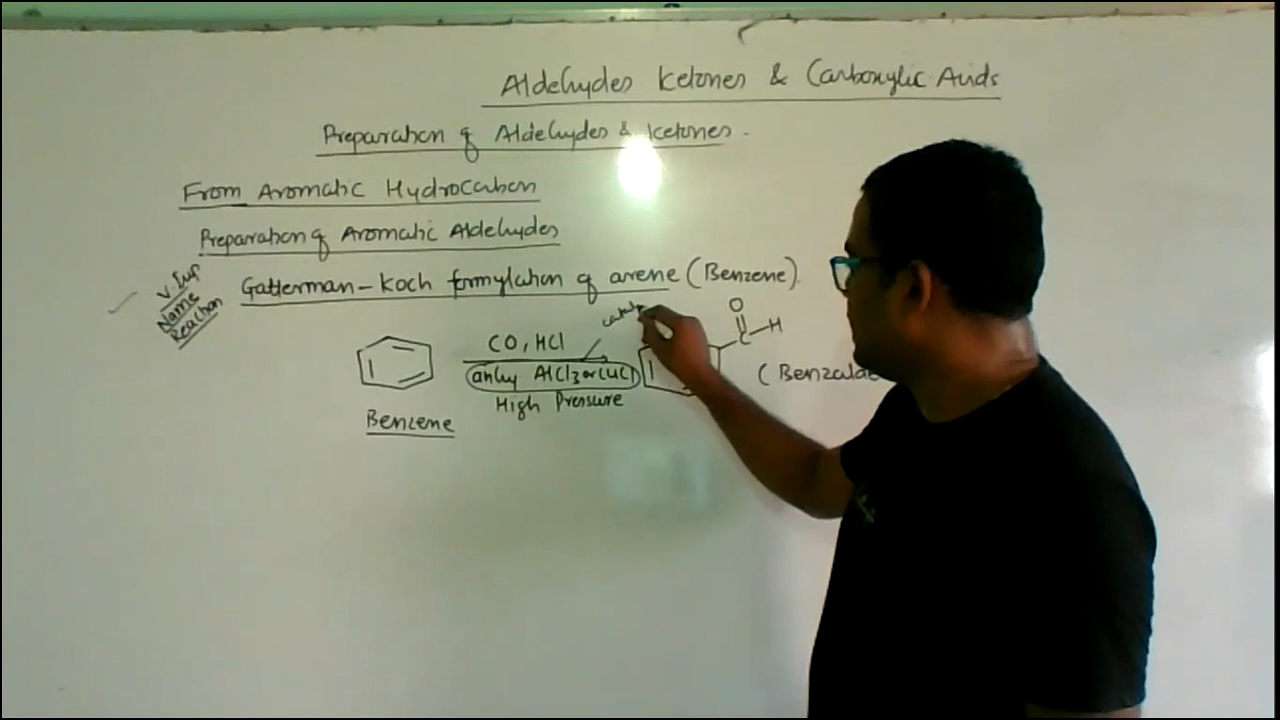 Aldehydes Ketones & Carboxylic Acids
Preparation of Aldehydes & Ketones -
From Aromatic Hydrocarbon
Preparation of Aromatic Aldehydes
V. Imp
Name
Reaction
Gatterman-Koch formylation of arene (Benzene).
CO, HCl
anhy AlCl3 or CuCl
High Pressure
Benzene
O
C
H